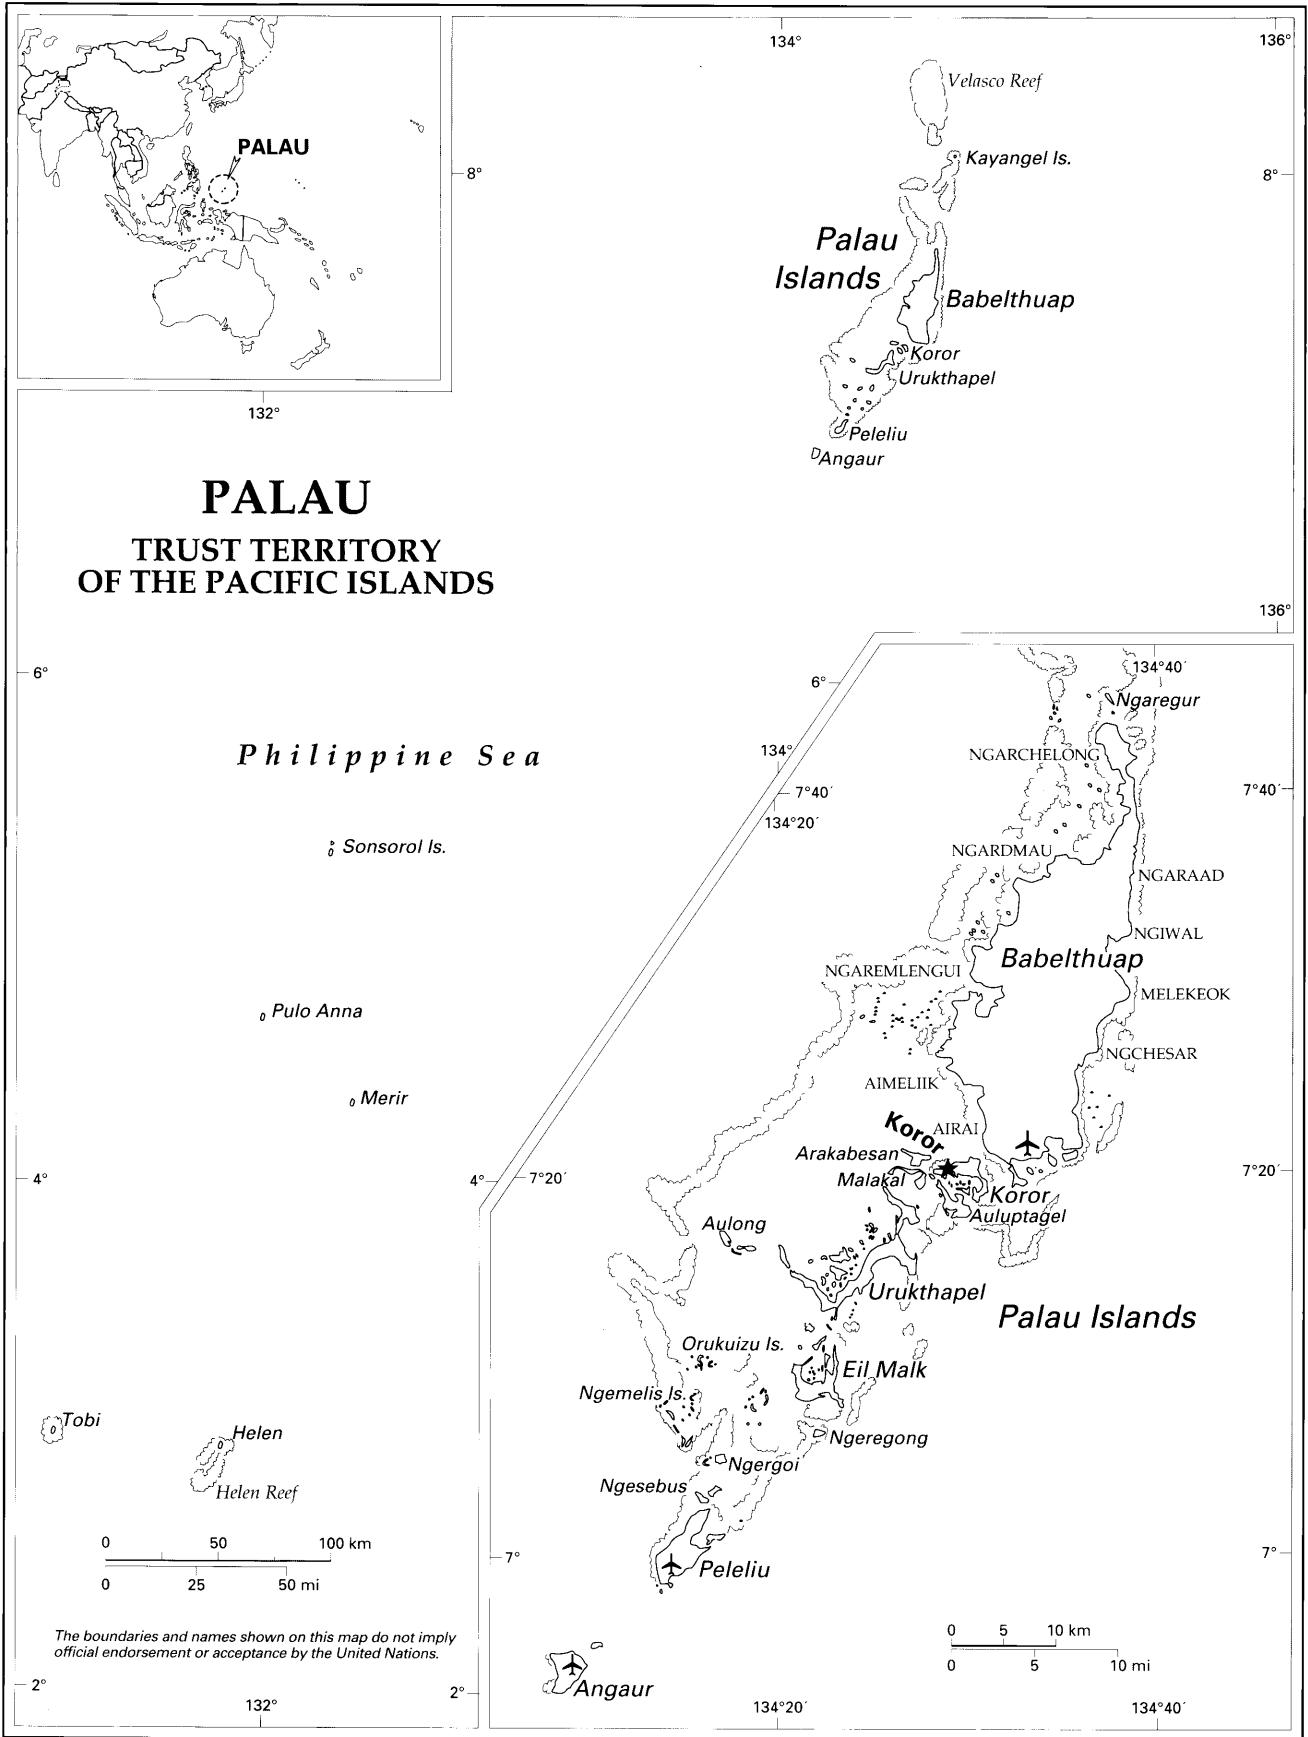 PALAU
134°
136°
8°
8°
Velasco Reef
Kayangel Is.
Palau
Islands
Babelthuap
Koror
Urukthapel
Peleliu
Angaur
132°
PALAU
TRUST TERRITORY
OF THE PACIFIC ISLANDS
136°
6°
6°
Philippine Sea
134°
7°40´
134°20´
134°40´
Ngaregur
NGARCHELONG
7°40´
NGARDMAU
NGARAAD
NGIWAL
Babelthuap
NGAREMLENGUI
MELEKEOK
NGCHESAR
AIMELIIK
AIRAI
Koror
Arakabesan
Malakal
Koror
Auluptagel
7°20´
Sonsorol Is.
Pulo Anna
Merir
4°
4°
7°20´
Aulong
Urukthapel
Palau Islands
Orukuizu Is.
Eil Malk
Ngemelis Is.
Ngeregong
Ngergoi
Ngesebus
7°
7°
Peleliu
Angaur
Tobi
Helen
Helen Reef
0 50 100 km
0 25 50 mi
The boundaries and names shown on this map do not imply
official endorsement or acceptance by the United Nations.
0 5 10 km
0 5 10 mi
2°
132°
2°
134°20´
134°40´